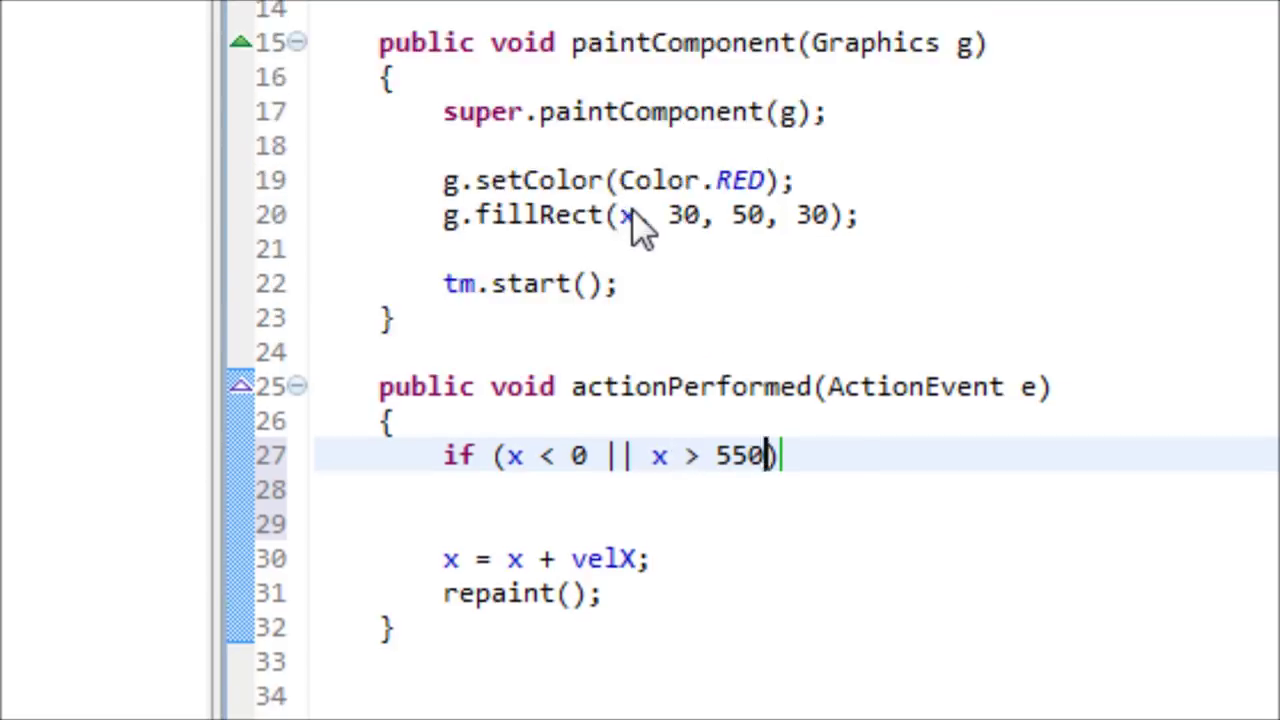 14
15 public void paintComponent(Graphics g)
16 {
17 super.paintComponent(g);
18
19 g.setColor(Color.RED);
20 g.fillRect(x, 30, 50, 30);
21
22 tm.start();
23 }
24
25 public void actionPerformed(ActionEvent e)
26 {
27 if (x < 0 || x > 550)
28
29
30 x = x + velX;
31 repaint();
32 }
33
34